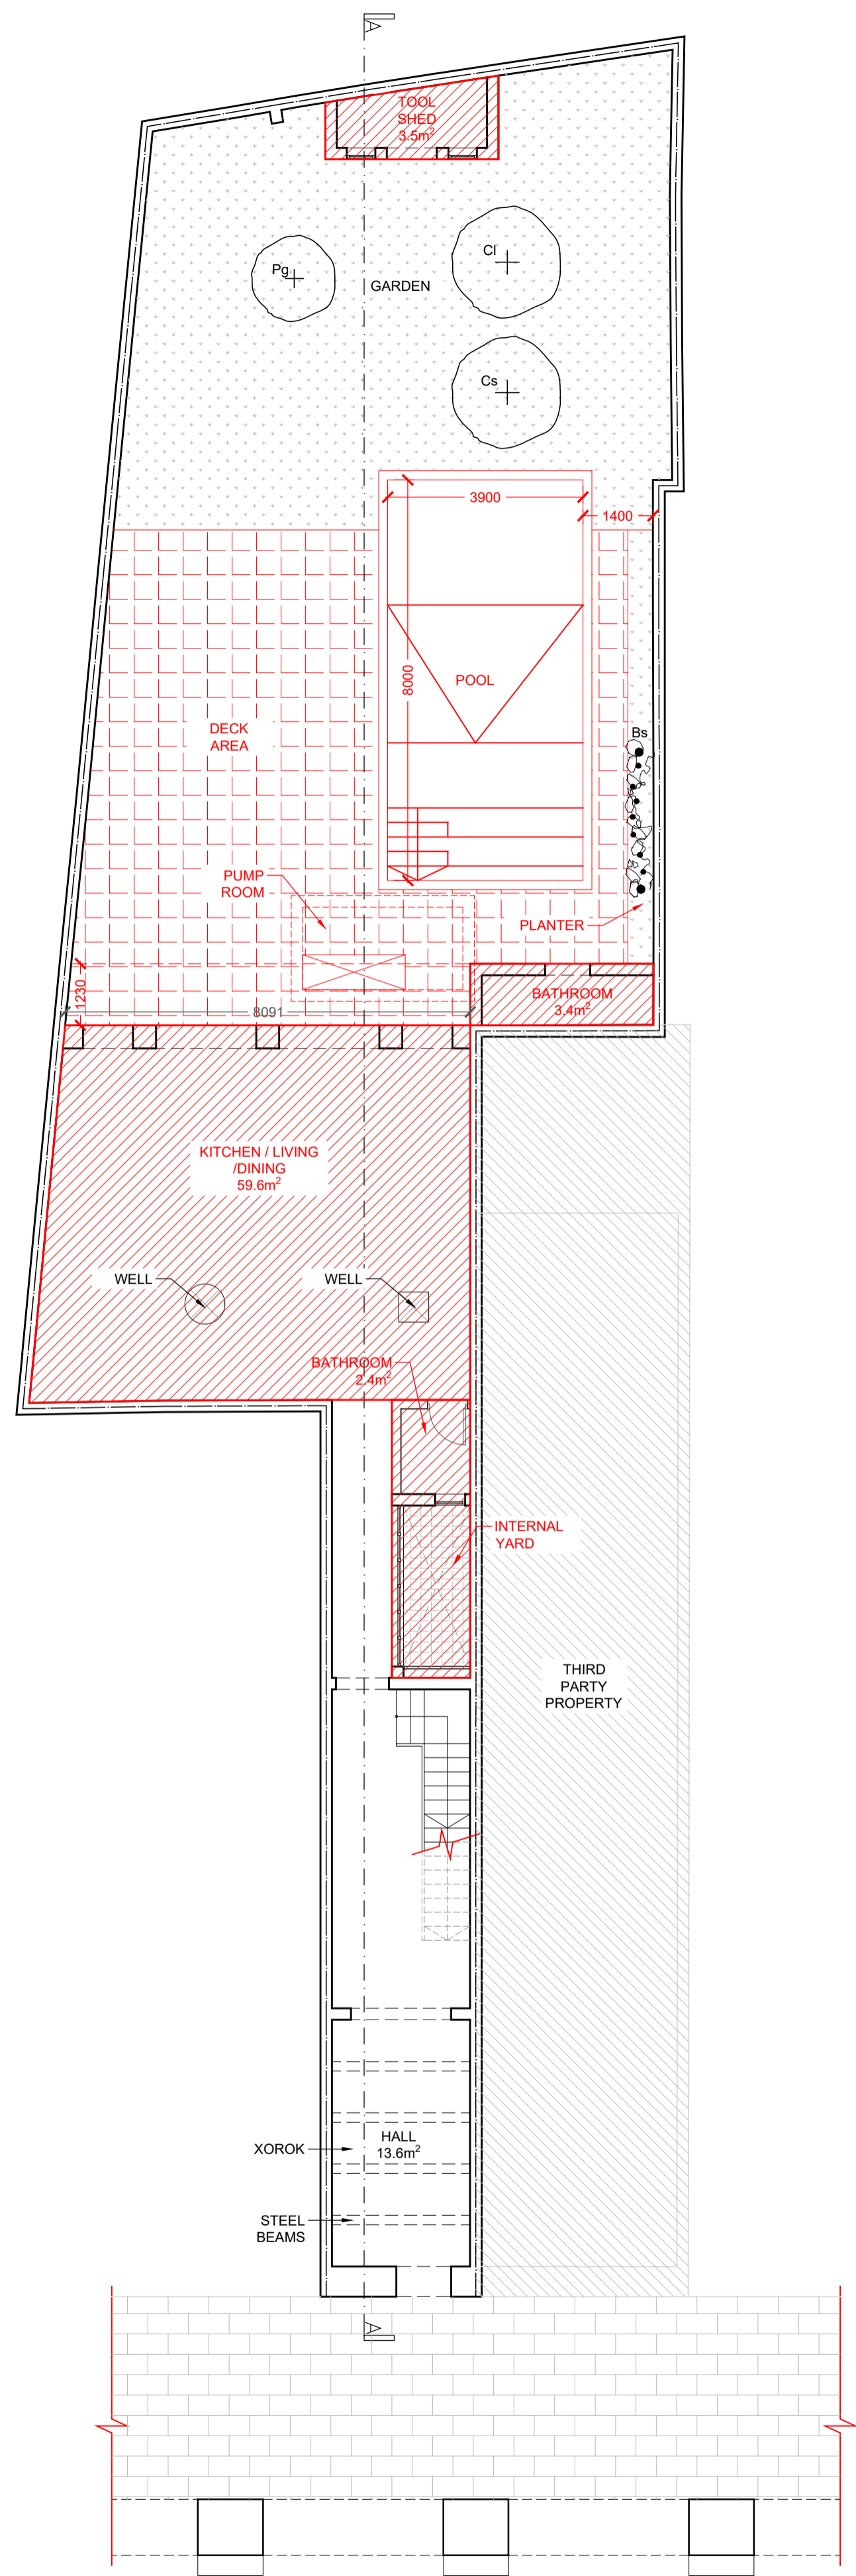 A
TOOL
SHED
3.5m²
Pg
Cl
GARDEN
Cs
3900
1400
8000
POOL
DECK
AREA
Bs
PUMP
ROOM
PLANTER
1230
8091
BATHROOM
3.4m²
KITCHEN / LIVING
/DINING
59.6m²
WELL
WELL
BATHROOM
2.4m²
INTERNAL
YARD
THIRD
PARTY
PROPERTY
HALL
13.6m²
XOROK
STEEL
BEAMS
A